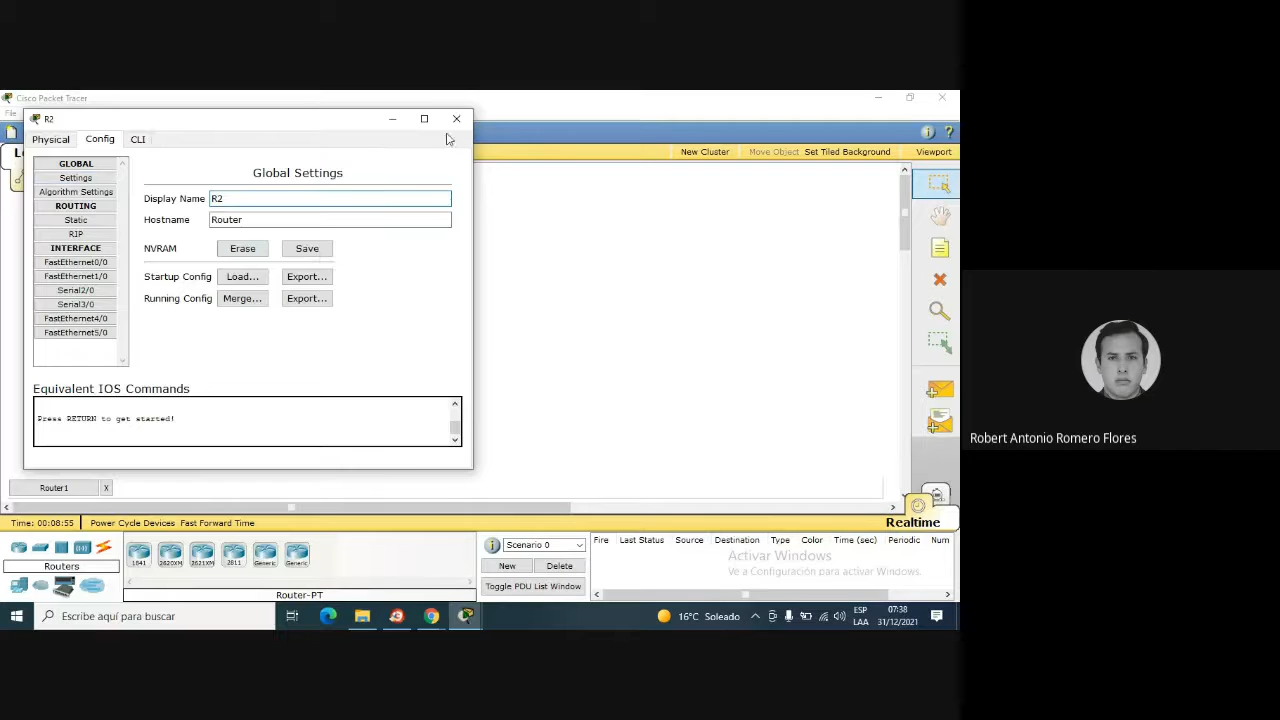 Cisco Packet Tracer
File
R2
Physical Config CLI
GLOBAL
Settings
Algorithm Settings
ROUTING
Static
RIP
INTERFACE
FastEthernet0/0
FastEthernet1/0
Serial2/0
Serial3/0
FastEthernet4/0
FastEthernet5/0
Global Settings
Display Name R2
Hostname Router
NVRAM Erase Save
Startup Config Load... Export...
Running Config Merge... Export...
Equivalent IOS Commands
Press RETURN to get started!
New Cluster Move Object Set Tiled Background Viewport
Router1 X
Realtime
Time: 00:08:55 Power Cycle Devices Fast Forward Time
Routers
1841 2620XM 2621XM 2811 Generic Generic
Router-PT
Scenario 0
New Delete
Toggle PDU List Window
Fire Last Status Source Destination Type Color Time (sec) Periodic Num
Activar Windows
Ve a Configuración para activar Windows.
Escribe aquí para buscar
16°C Soleado
ESP
LAA
07:38
31/12/2021
Robert Antonio Romero Flores